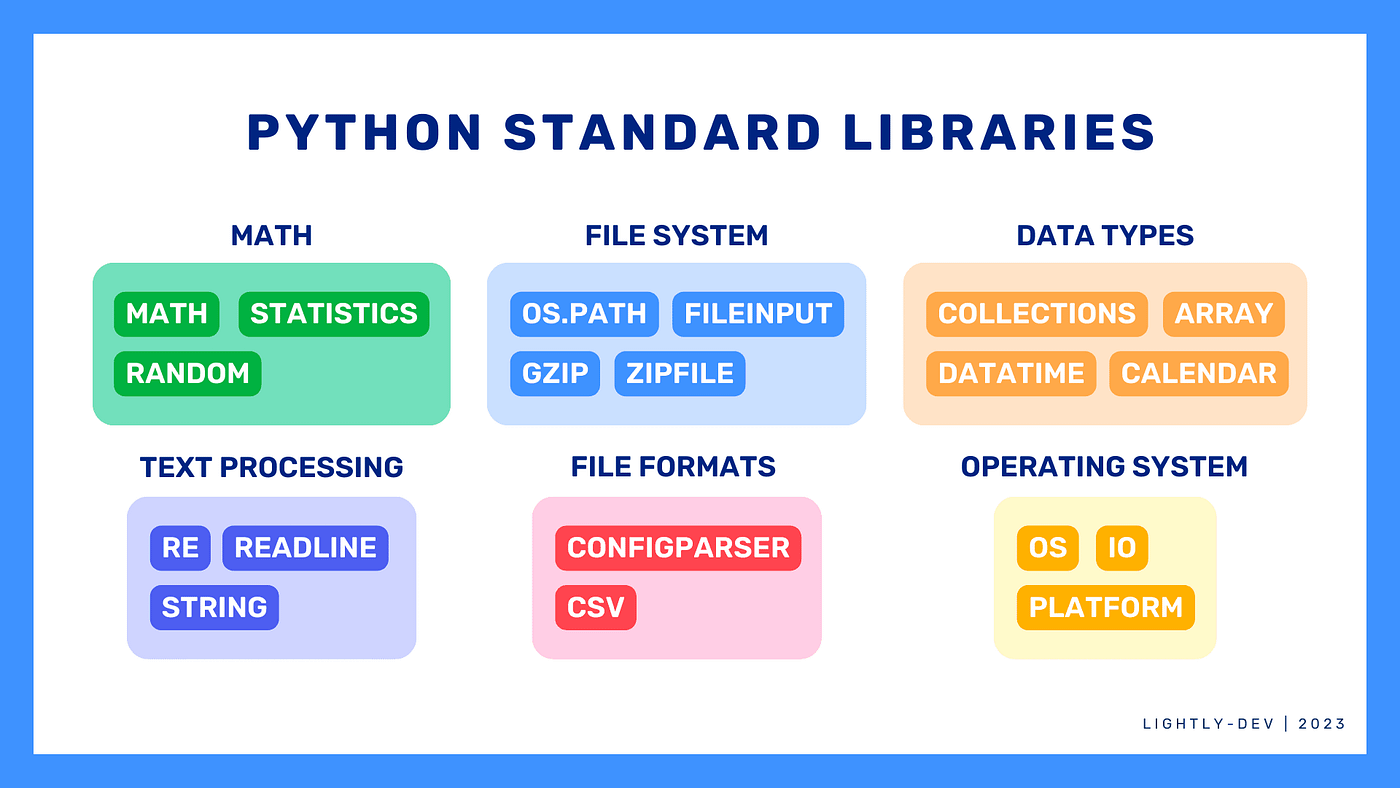 PYTHON STANDARD LIBRARIES
MATH
MATH STATISTICS
RANDOM
FILE SYSTEM
OS.PATH FILEINPUT
GZIP ZIPFILE
DATA TYPES
COLLECTIONS ARRAY
DATATIME CALENDAR
TEXT PROCESSING
RE READLINE
STRING
FILE FORMATS
CONFIGPARSER
CSV
OPERATING SYSTEM
OS IO
PLATFORM
LIGHTLY-DEV | 2023